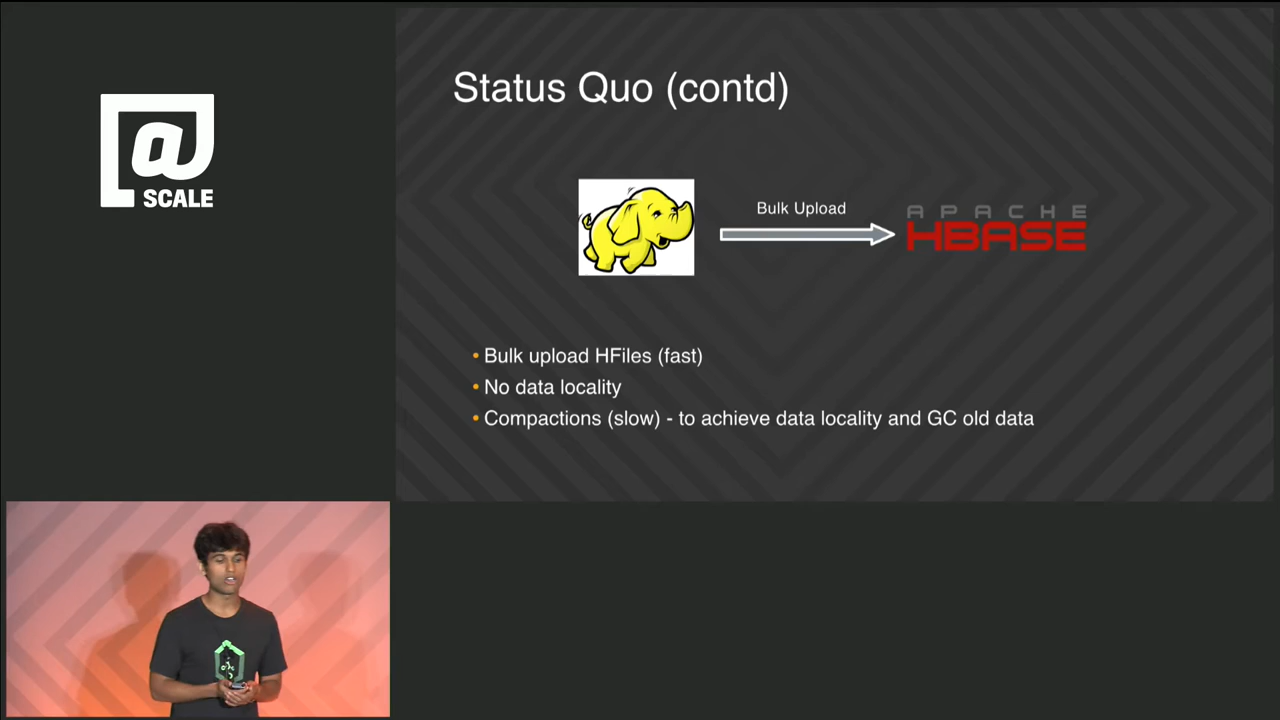 @
SCALE
Status Quo (contd)
Bulk Upload
APACHE
HBASE
• Bulk upload HFiles (fast)
• No data locality
• Compactions (slow) - to achieve data locality and GC old data